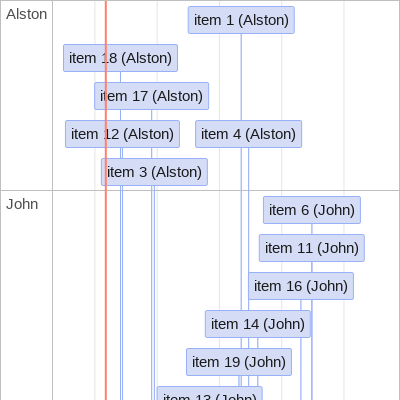 Alston
item 1 (Alston)
item 18 (Alston)
item 17 (Alston)
item 12 (Alston)
item 4 (Alston)
item 3 (Alston)
John
item 6 (John)
item 11 (John)
item 16 (John)
item 14 (John)
item 19 (John)
item 13 (John)